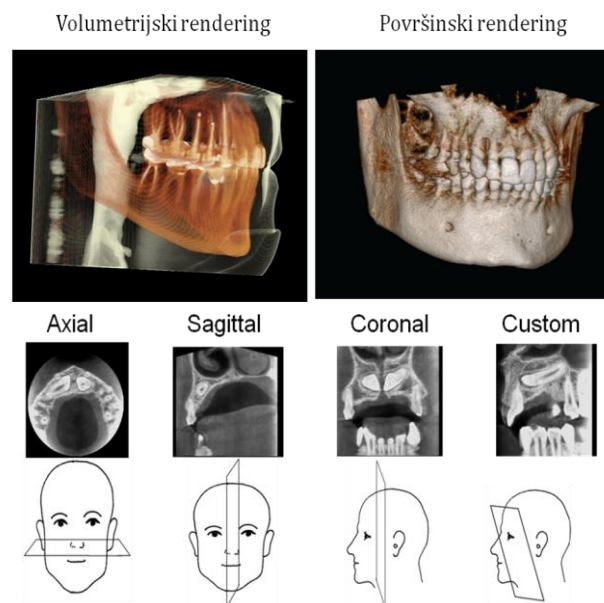 Volumetrijski rendering
Površinski rendering
Axial
Sagittal
Coronal
Custom